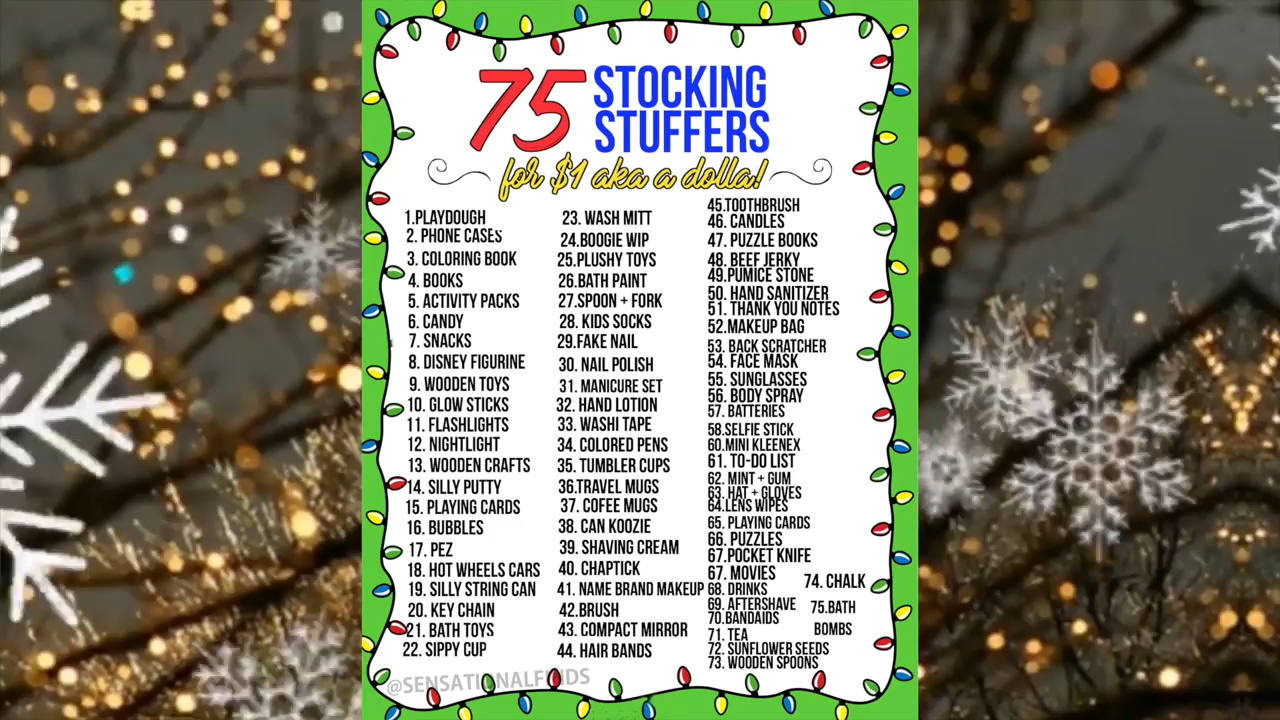 75 STOCKING
STUFFERS
for $1 aka a dolla!
1.PLAYDOUGH
2. PHONE CASES
3. COLORING BOOK
4. BOOKS
5. ACTIVITY PACKS
6. CANDY
7. SNACKS
8. DISNEY FIGURINE
9. WOODEN TOYS
10. GLOW STICKS
11. FLASHLIGHTS
12. NIGHTLIGHT
13. WOODEN CRAFTS
14. SILLY PUTTY
15. PLAYING CARDS
16. BUBBLES
17. PEZ
18. HOT WHEELS CARS
19. SILLY STRING CAN
20. KEY CHAIN
21. BATH TOYS
22. SIPPY CUP
23. WASH MITT
24.BOOGIE WIP
25.PLUSHY TOYS
26.BATH PAINT
27.SPOON + FORK
28. KIDS SOCKS
29.FAKE NAIL
30. NAIL POLISH
31. MANICURE SET
32. HAND LOTION
33. WASHI TAPE
34. COLORED PENS
35. TUMBLER CUPS
36.TRAVEL MUGS
37. COFEE MUGS
38. CAN KOOZIE
39. SHAVING CREAM
40. CHAPTICK
41. NAME BRAND MAKEUP
42.BRUSH
43. COMPACT MIRROR
44. HAIR BANDS
45.TOOTHBRUSH
46. CANDLES
47. PUZZLE BOOKS
48. BEEF JERKY
49.PUMICE STONE
50. HAND SANITIZER
51. THANK YOU NOTES
52.MAKEUP BAG
53. BACK SCRATCHER
54. FACE MASK
55. SUNGLASSES
56. BODY SPRAY
57. BATTERIES
58.SELFIE STICK
60.MINI KLEENEX
61. TO-DO LIST
62. MINT + GUM
63. HAT + GLOVES
64.LENS WIPES
65. PLAYING CARDS
66. PUZZLES
67.POCKET KNIFE
67. MOVIES
68. DRINKS
69. AFTERSHAVE
70.BANDAIDS
71. TEA
72. SUNFLOWER SEEDS
73. WOODEN SPOONS
74. CHALK
75.BATH
BOMBS
@SENSATIONALFINDS